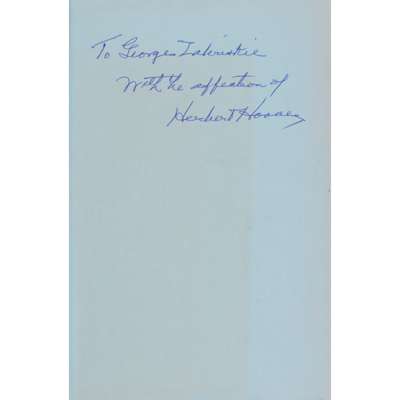 To Georges
With the affection of
Herbert Hoover